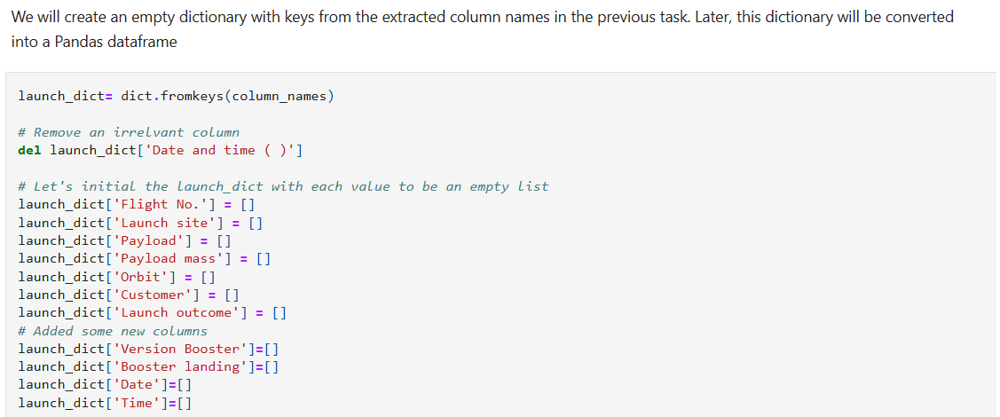 We will create an empty dictionary with keys from the extracted column names in the previous task. Later, this dictionary will be converted
into a Pandas dataframe
launch_dict= dict.fromkeys(column_names)
# Remove an irrelvant column
del launch_dict['Date and time ( )']
# Let's initial the launch_dict with each value to be an empty list
launch_dict['Flight No.'] = []
launch_dict['Launch site'] = []
launch_dict['Payload'] = []
launch_dict['Payload mass'] = []
launch_dict['Orbit'] = []
launch_dict['Customer'] = []
launch_dict['Launch outcome'] = []
# Added some new columns
launch_dict['Version Booster']=[]
launch_dict['Booster landing']=[]
launch_dict['Date']=[]
launch_dict['Time']=[]